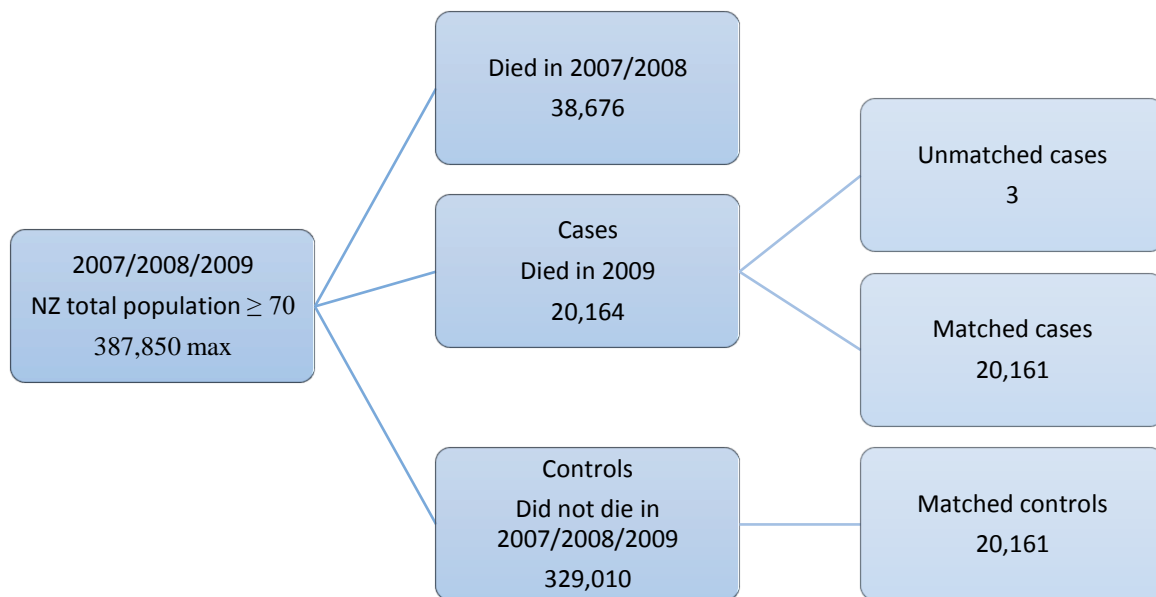 2007/2008/2009
NZ total population ≥ 70
387,850 max
Died in 2007/2008
38,676
Cases
Died in 2009
20,164
Controls
Did not die in
2007/2008/2009
329,010
Unmatched cases
3
Matched cases
20,161
Matched controls
20,161